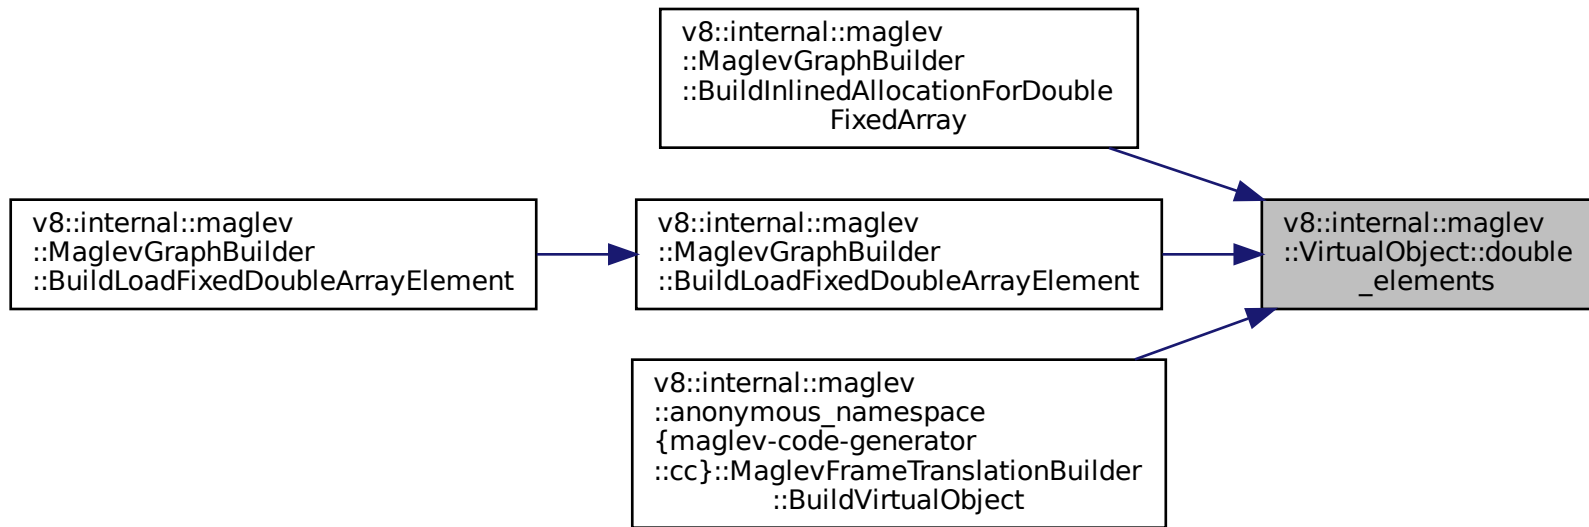 v8::internal::maglev
::MaglevGraphBuilder
::BuildInlinedAllocationForDouble
FixedArray
v8::internal::maglev
::MaglevGraphBuilder
::BuildLoadFixedDoubleArrayElement
v8::internal::maglev
::MaglevGraphBuilder
::BuildLoadFixedDoubleArrayElement
v8::internal::maglev
::VirtualObject::double
_elements
v8::internal::maglev
::anonymous_namespace
{maglev-code-generator
::cc}::MaglevFrameTranslationBuilder
::BuildVirtualObject